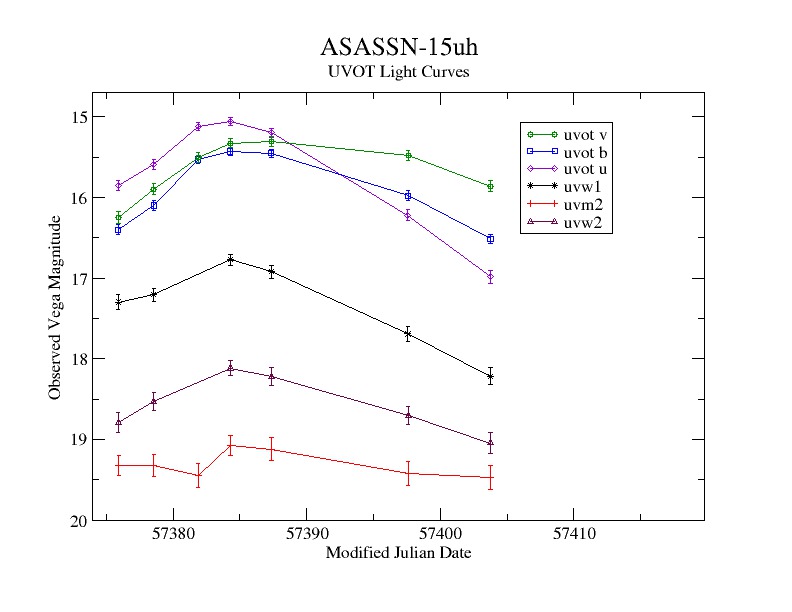 ASASSN-15uh
UVOT Light Curves
15
16
17
18
19
20
Observed Vega Magnitude
57380
57390
57400
57410
Modified Julian Date
uvot v
uvot b
uvot u
uvw1
uvm2
uvw2